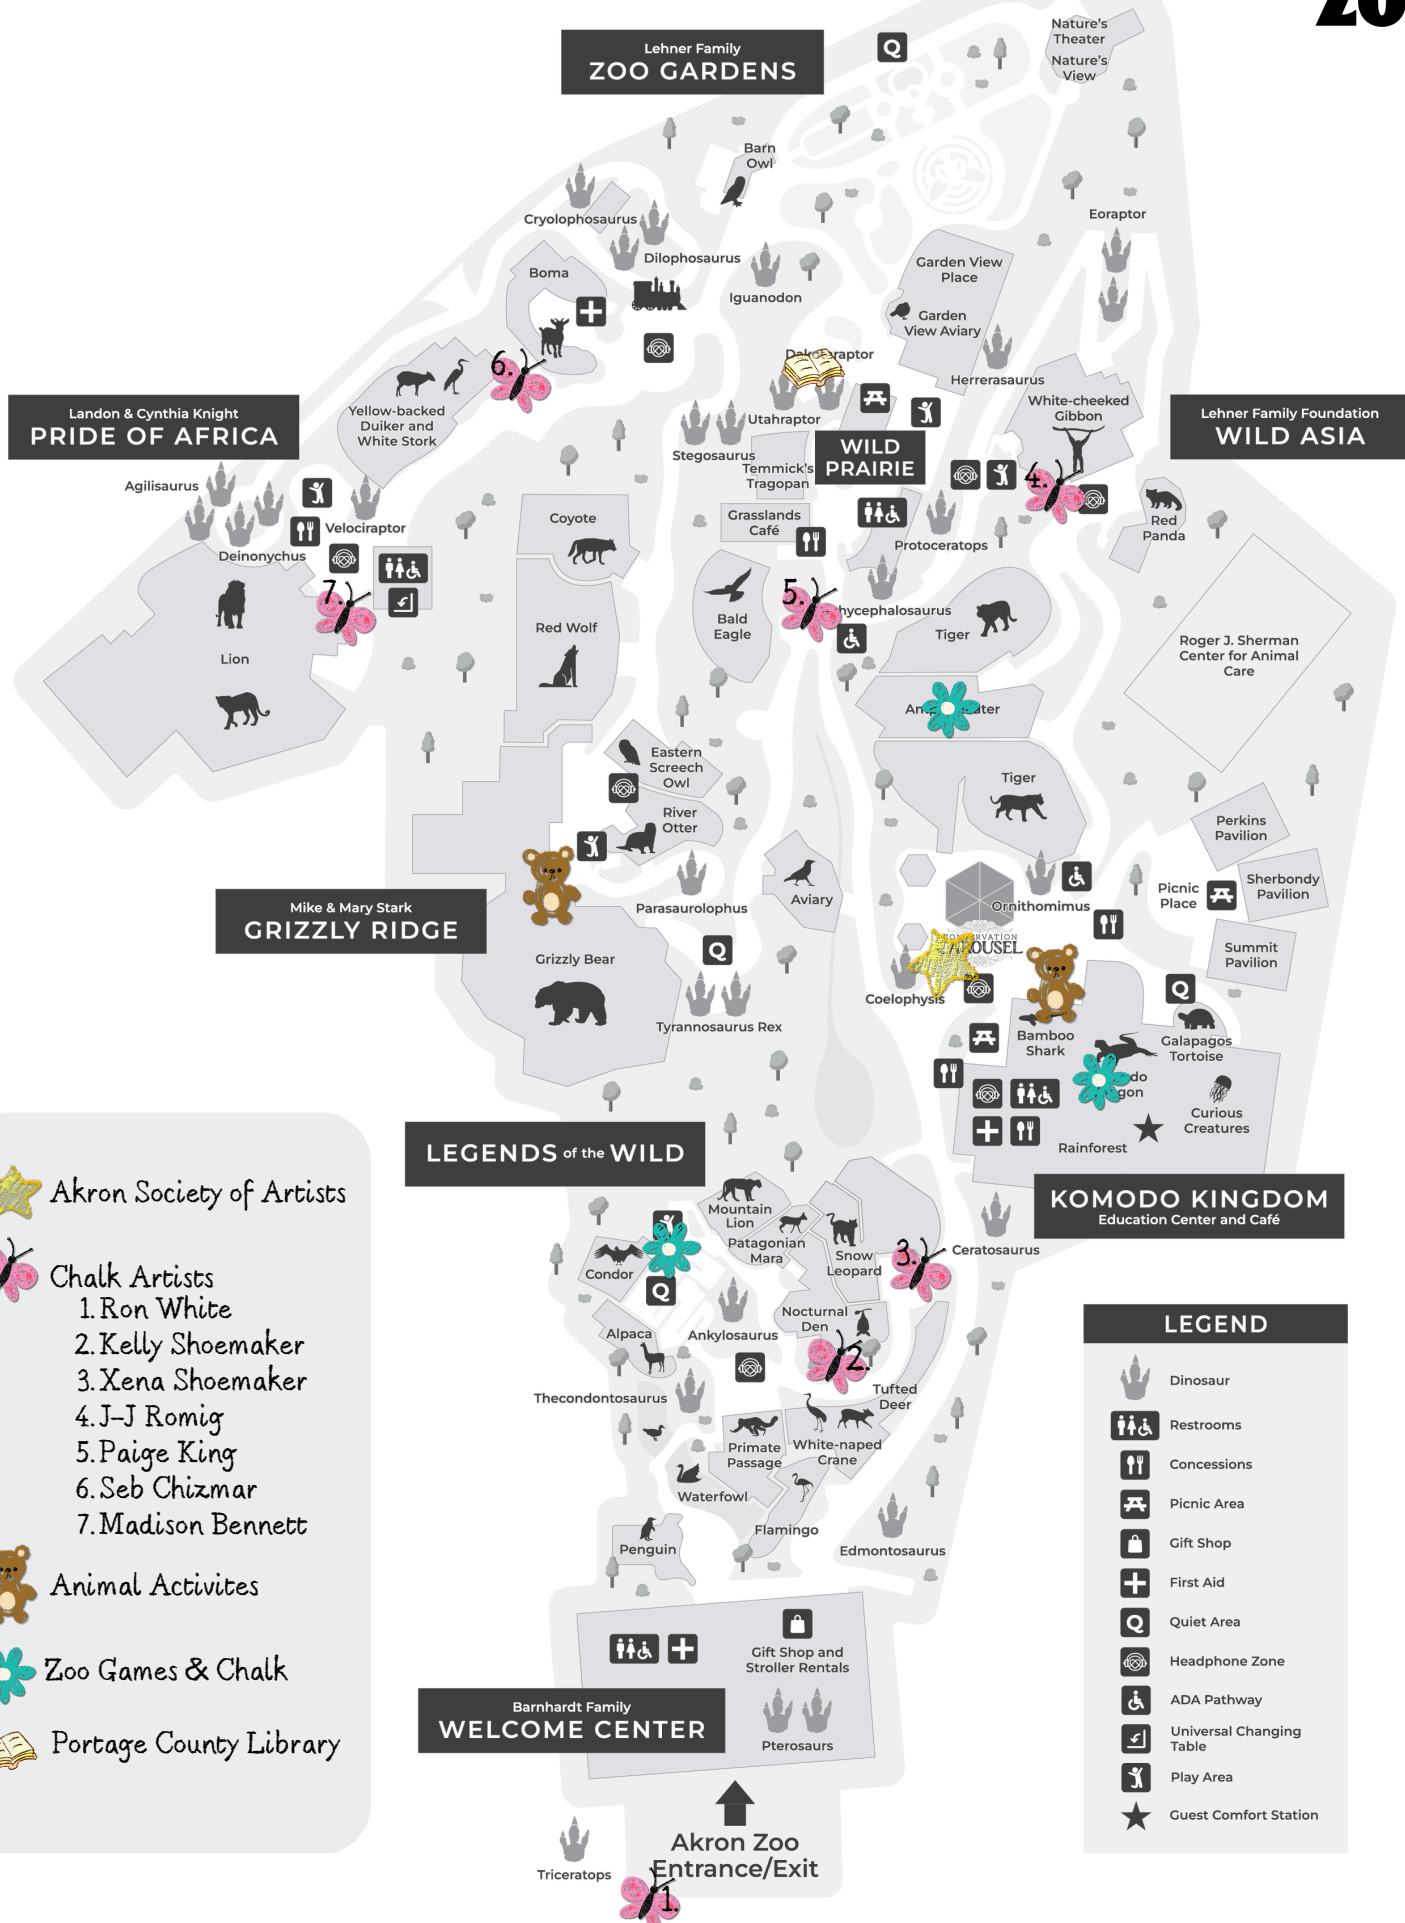 ZO
Lehner Family
ZOO GARDENS
Q
Nature's
Theater
Nature's
View
Barn
Owl
Cryolophosaurus
Dilophosaurus
Eoraptor
Boma
Iguanodon
Garden View
Place
Garden
View Aviary
6.
Herrerasaurus
Landon & Cynthia Knight
PRIDE OF AFRICA
Yellow-backed
Duiker and
White Stork
Utahraptor
Stegosaurus
WILD
PRAIRIE
White-cheeked
Gibbon
Lehner Family Foundation
WILD ASIA
Temmick's
Tragopan
Agilisaurus
4.
Velociraptor
Coyote
Grasslands
Café
Red
Panda
Deinonychus
Protoceratops
7.
5.
hycephalosaurus
Red Wolf
Bald
Eagle
Tiger
Lion
Roger J. Sherman
Center for Animal
Care
Eastern
Screech
Owl
Tiger
River
Otter
Perkins
Pavilion
Mike & Mary Stark
GRIZZLY RIDGE
Parasaurolophus
Aviary
Ornithomimus
Picnic
Place
Sherbondy
Pavilion
Q
Grizzly Bear
Summit
Pavilion
Coelophysis
Q
Tyrannosaurus Rex
Bamboo
Shark
Galapagos
Tortoise
Curious
Creatures
Rainforest
LEGENDS of the WILD
KOMODO KINGDOM
Education Center and Café
Mountain
Lion
Patagonian
Mara
Snow
Leopard
3.
Ceratosaurus
Condor
Q
Nocturnal
Den
Alpaca
Ankylosaurus
2.
Thecondontosaurus
Tufted
Deer
Primate
Passage
White-naped
Crane
Waterfowl
Flamingo
Penguin
Edmontosaurus
Gift Shop and
Stroller Rentals
Barnhardt Family
WELCOME CENTER
Pterosaurs
Akron Zoo
Entrance/Exit
Triceratops
1.
Akron Society of Artists
Chalk Artists
1. Ron White
2. Kelly Shoemaker
3. Xena Shoemaker
4. J-J Romig
5. Paige King
6. Seb Chizmar
7. Madison Bennett
Animal Activites
Zoo Games & Chalk
Portage County Library
LEGEND
Dinosaur
Restrooms
Concessions
Picnic Area
Gift Shop
First Aid
Q Quiet Area
Headphone Zone
ADA Pathway
Universal Changing
Table
Play Area
Guest Comfort Station